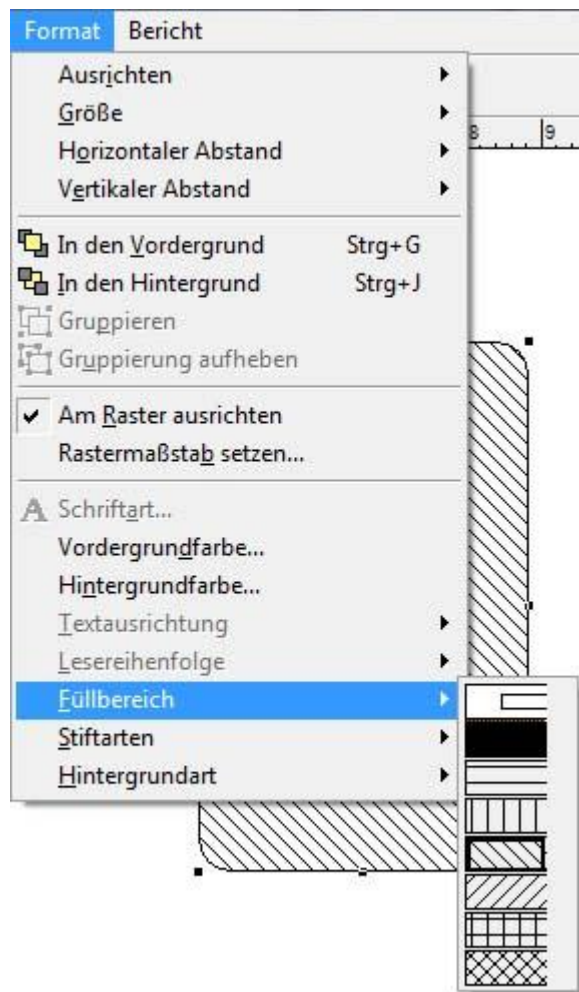 Format Bericht
Ausrichten
Größe
8 9
Horizontaler Abstand
Vertikaler Abstand
In den Vordergrund Strg+G
In den Hintergrund Strg+J
Gruppieren
Gruppierung aufheben
Am Raster ausrichten
Rastermaßstab setzen...
A Schriftart...
Vordergrundfarbe...
Hintergrundfarbe...
Textausrichtung
Lesereihenfolge
Füllbereich
Stiftarten
Hintergrundart